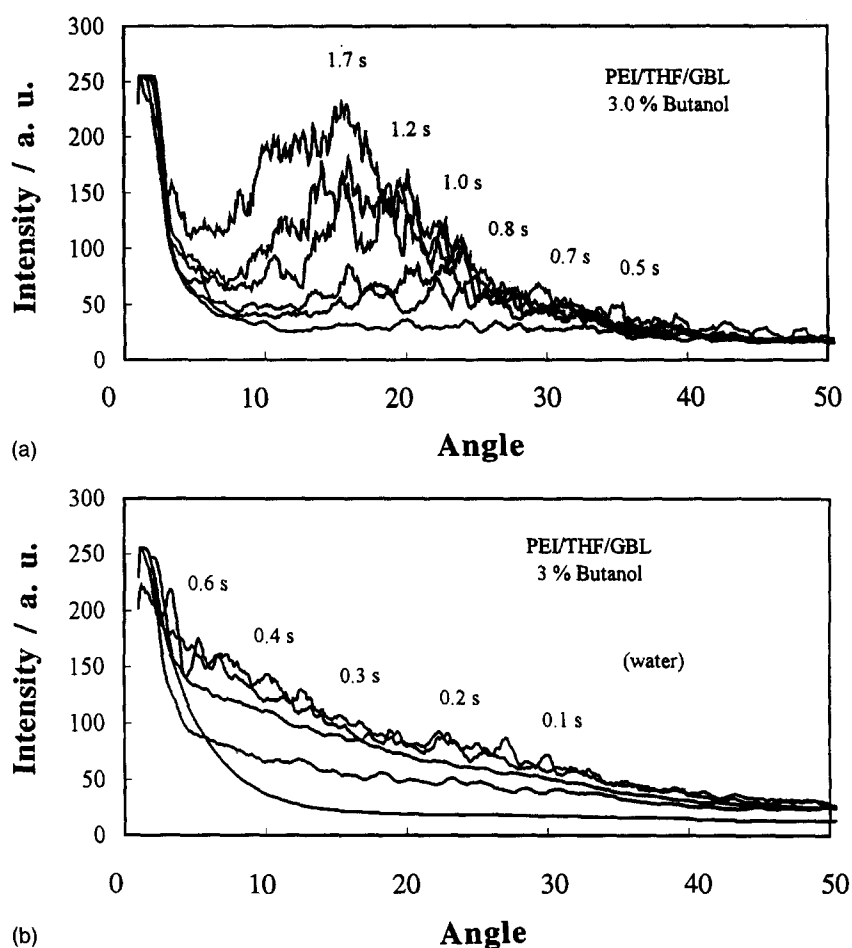 300
250
200
150
100
50
0
Intensity / a. u.
1.7 s
1.2 s
1.0 s
0.8 s
0.7 s
0.5 s
PEI/THF/GBL
3.0 % Butanol
0 10 20 30 40 50
Angle
(a)
300
250
200
150
100
50
0
Intensity / a. u.
0.6 s
0.4 s
0.3 s
0.2 s
0.1 s
PEI/THF/GBL
3 % Butanol
(water)
0 10 20 30 40 50
Angle
(b)